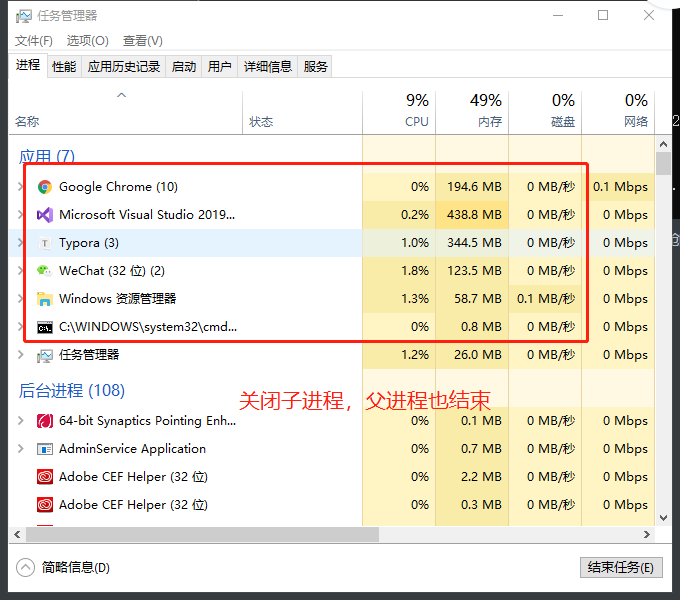 任务管理器
文件(F) 选项(O) 查看(V)
进程 性能 应用历史记录 启动 用户 详细信息 服务
9% 49% 0% 0%
名称 状态 CPU 内存 磁盘 网络
应用 (7)
Google Chrome (10) 0% 194.6 MB 0 MB/秒 0.1 Mbps
Microsoft Visual Studio 2019... 0.2% 438.8 MB 0 MB/秒 0 Mbps
T Typora (3) 1.0% 344.5 MB 0 MB/秒 0 Mbps
WeChat (32 位) (2) 1.8% 123.5 MB 0 MB/秒 0 Mbps
Windows 资源管理器 1.3% 58.7 MB 0.1 MB/秒 0 Mbps
C:\WINDOWS\system32\cmd... 0% 0.8 MB 0 MB/秒 0 Mbps
任务管理器 1.2% 26.0 MB 0 MB/秒 0 Mbps
后台进程 (108)
关闭子进程，父进程也结束
64-bit Synaptics Pointing Enh... 0% 0.1 MB 0 MB/秒 0 Mbps
AdminService Application 0% 0.7 MB 0 MB/秒 0 Mbps
Adobe CEF Helper (32 位) 0% 2.2 MB 0 MB/秒 0 Mbps
Adobe CEF Helper (32 位) 0% 0.3 MB 0 MB/秒 0 Mbps
简略信息(D) 结束任务(E)